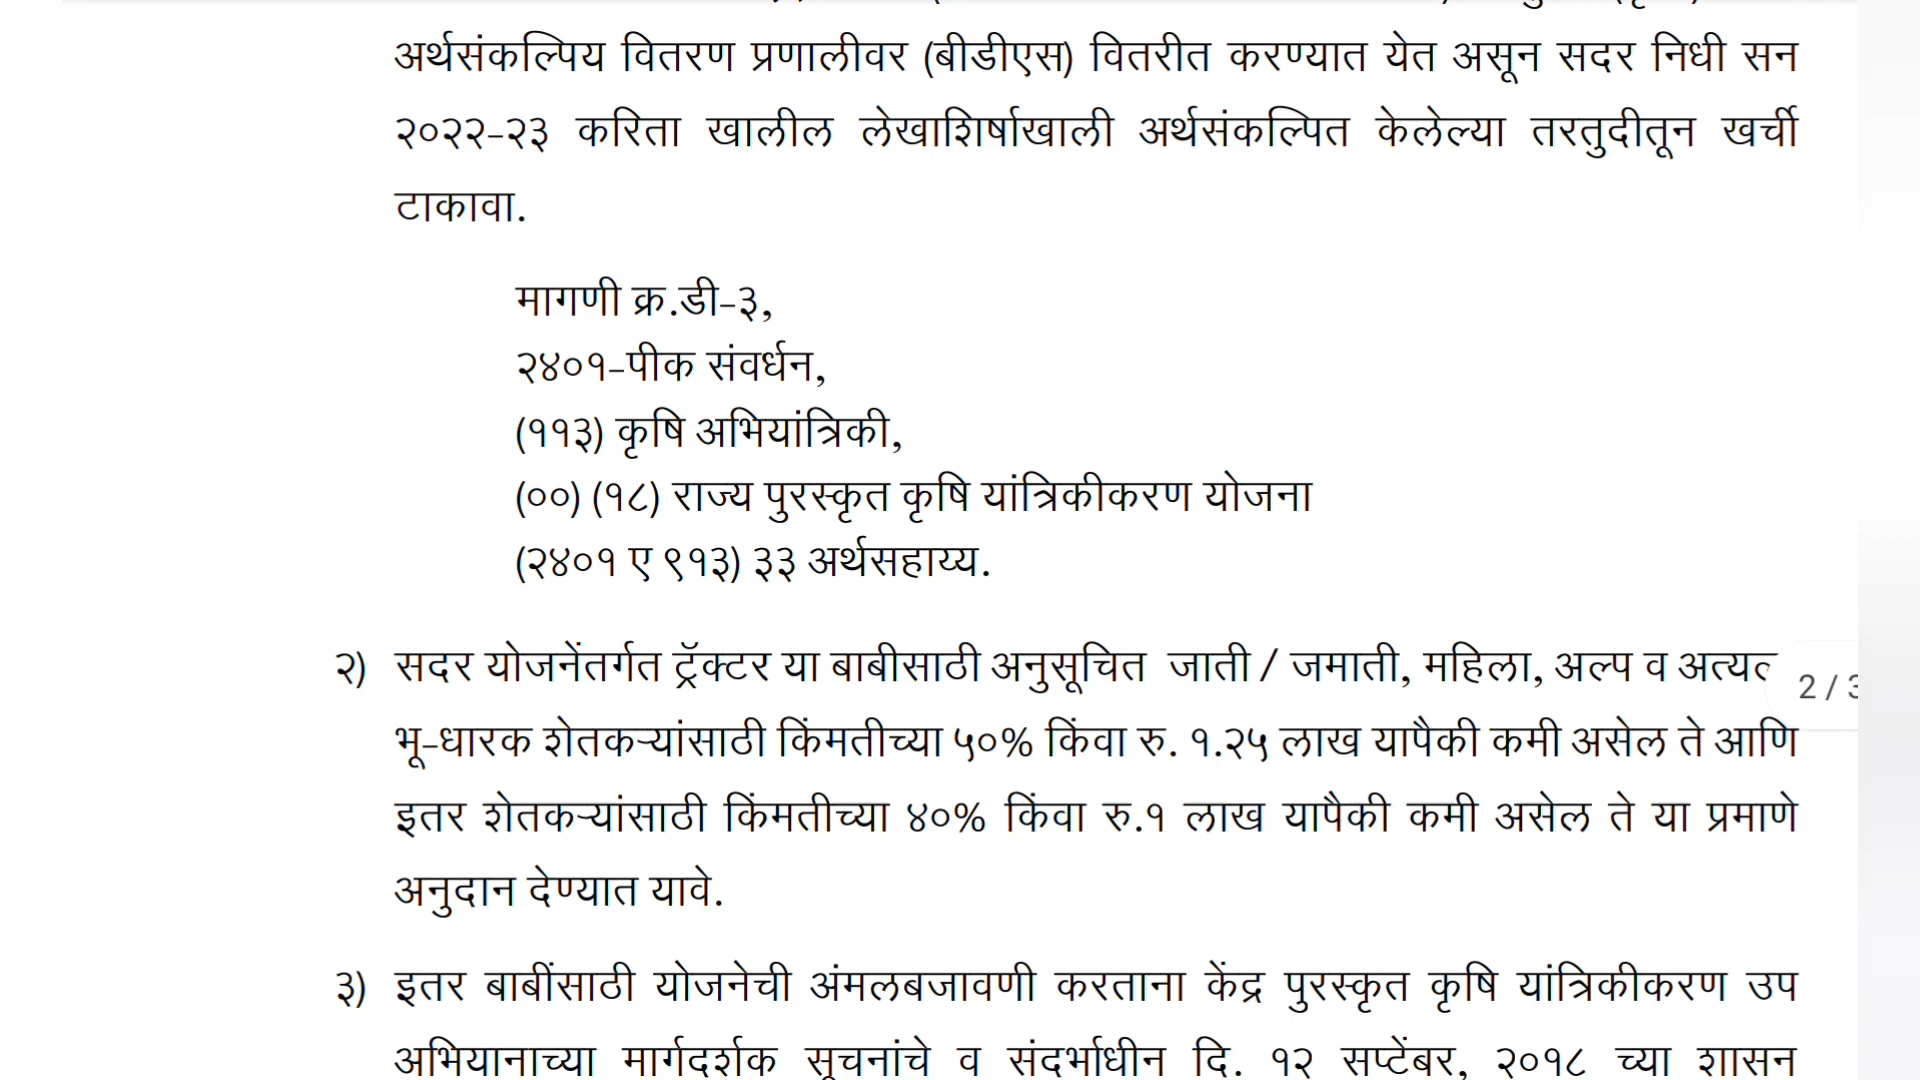 अर्थसंकल्पिय वितरण प्रणालीवर (बीडीएस) वितरीत करण्यात येत असून सदर निधी सन
२०२२-२३ करिता खालील लेखाशिर्षाखाली अर्थसंकल्पित केलेल्या तरतुदीतून खर्ची
टाकावा.
मागणी क्र.डी-३,
२४०१-पीक संवर्धन,
(११३) कृषि अभियांत्रिकी,
(००) (१८) राज्य पुरस्कृत कृषि यांत्रिकीकरण योजना
(२४०१ ए ९१३) ३३ अर्थसहाय्य.
२) सदर योजनेंतर्गत ट्रॅक्टर या बाबीसाठी अनुसूचित जाती / जमाती, महिला, अल्प व
2 / 3
भू-धारक शेतकऱ्यांसाठी किंमतीच्या ५०% किंवा रु. १.२५ लाख यापैकी कमी असेल ते आणि
इतर शेतकऱ्यांसाठी किंमतीच्या ४०% किंवा रु.१ लाख यापैकी कमी असेल ते या प्रमाणे
अनुदान देण्यात यावे.
३) इतर बाबींसाठी योजनेची अंमलबजावणी करताना केंद्र पुरस्कृत कृषि यांत्रिकीकरण उप
अभियानाच्या मार्गदर्शक सूचनांचे व संदर्भाधीन दि. १२ सप्टेंबर, २०१८ च्या शासन